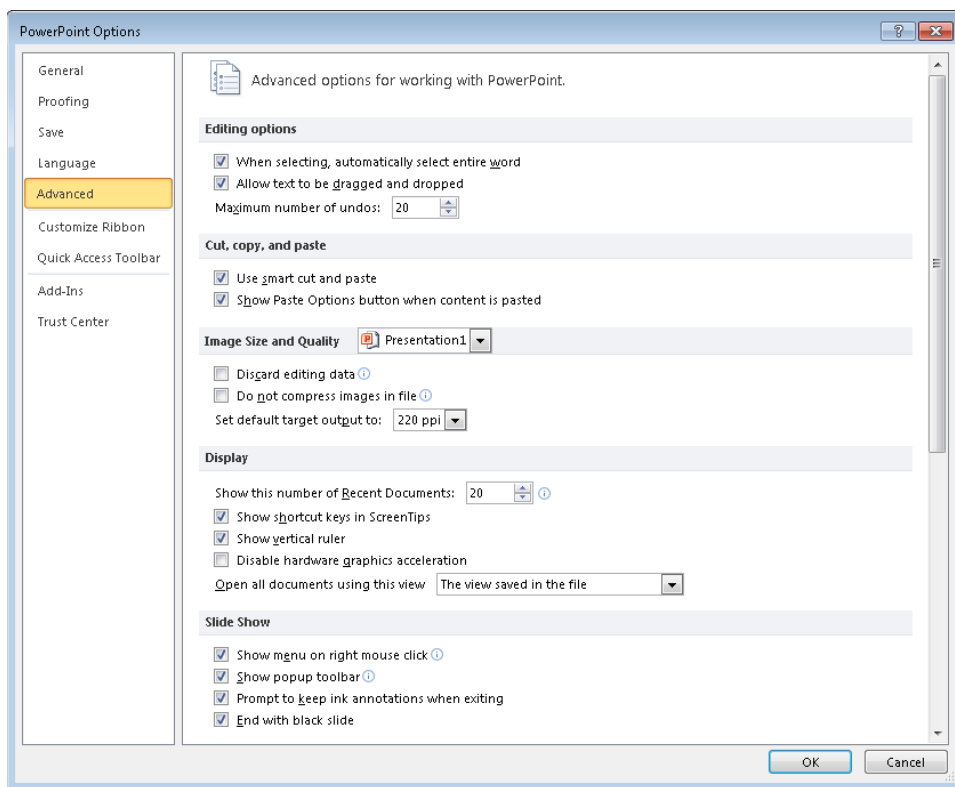 PowerPoint Options
General
Proofing
Save
Language
Advanced
Customize Ribbon
Quick Access Toolbar
Add-Ins
Trust Center
Advanced options for working with PowerPoint.
Editing options
When selecting, automatically select entire word
Allow text to be dragged and dropped
Maximum number of undos: 20
Cut, copy, and paste
Use smart cut and paste
Show Paste Options button when content is pasted
Image Size and Quality Presentation1
Discard editing data
Do not compress images in file
Set default target output to: 220 ppi
Display
Show this number of Recent Documents: 20
Show shortcut keys in ScreenTips
Show vertical ruler
Disable hardware graphics acceleration
Open all documents using this view The view saved in the file
Slide Show
Show menu on right mouse click
Show popup toolbar
Prompt to keep ink annotations when exiting
End with black slide
OK Cancel